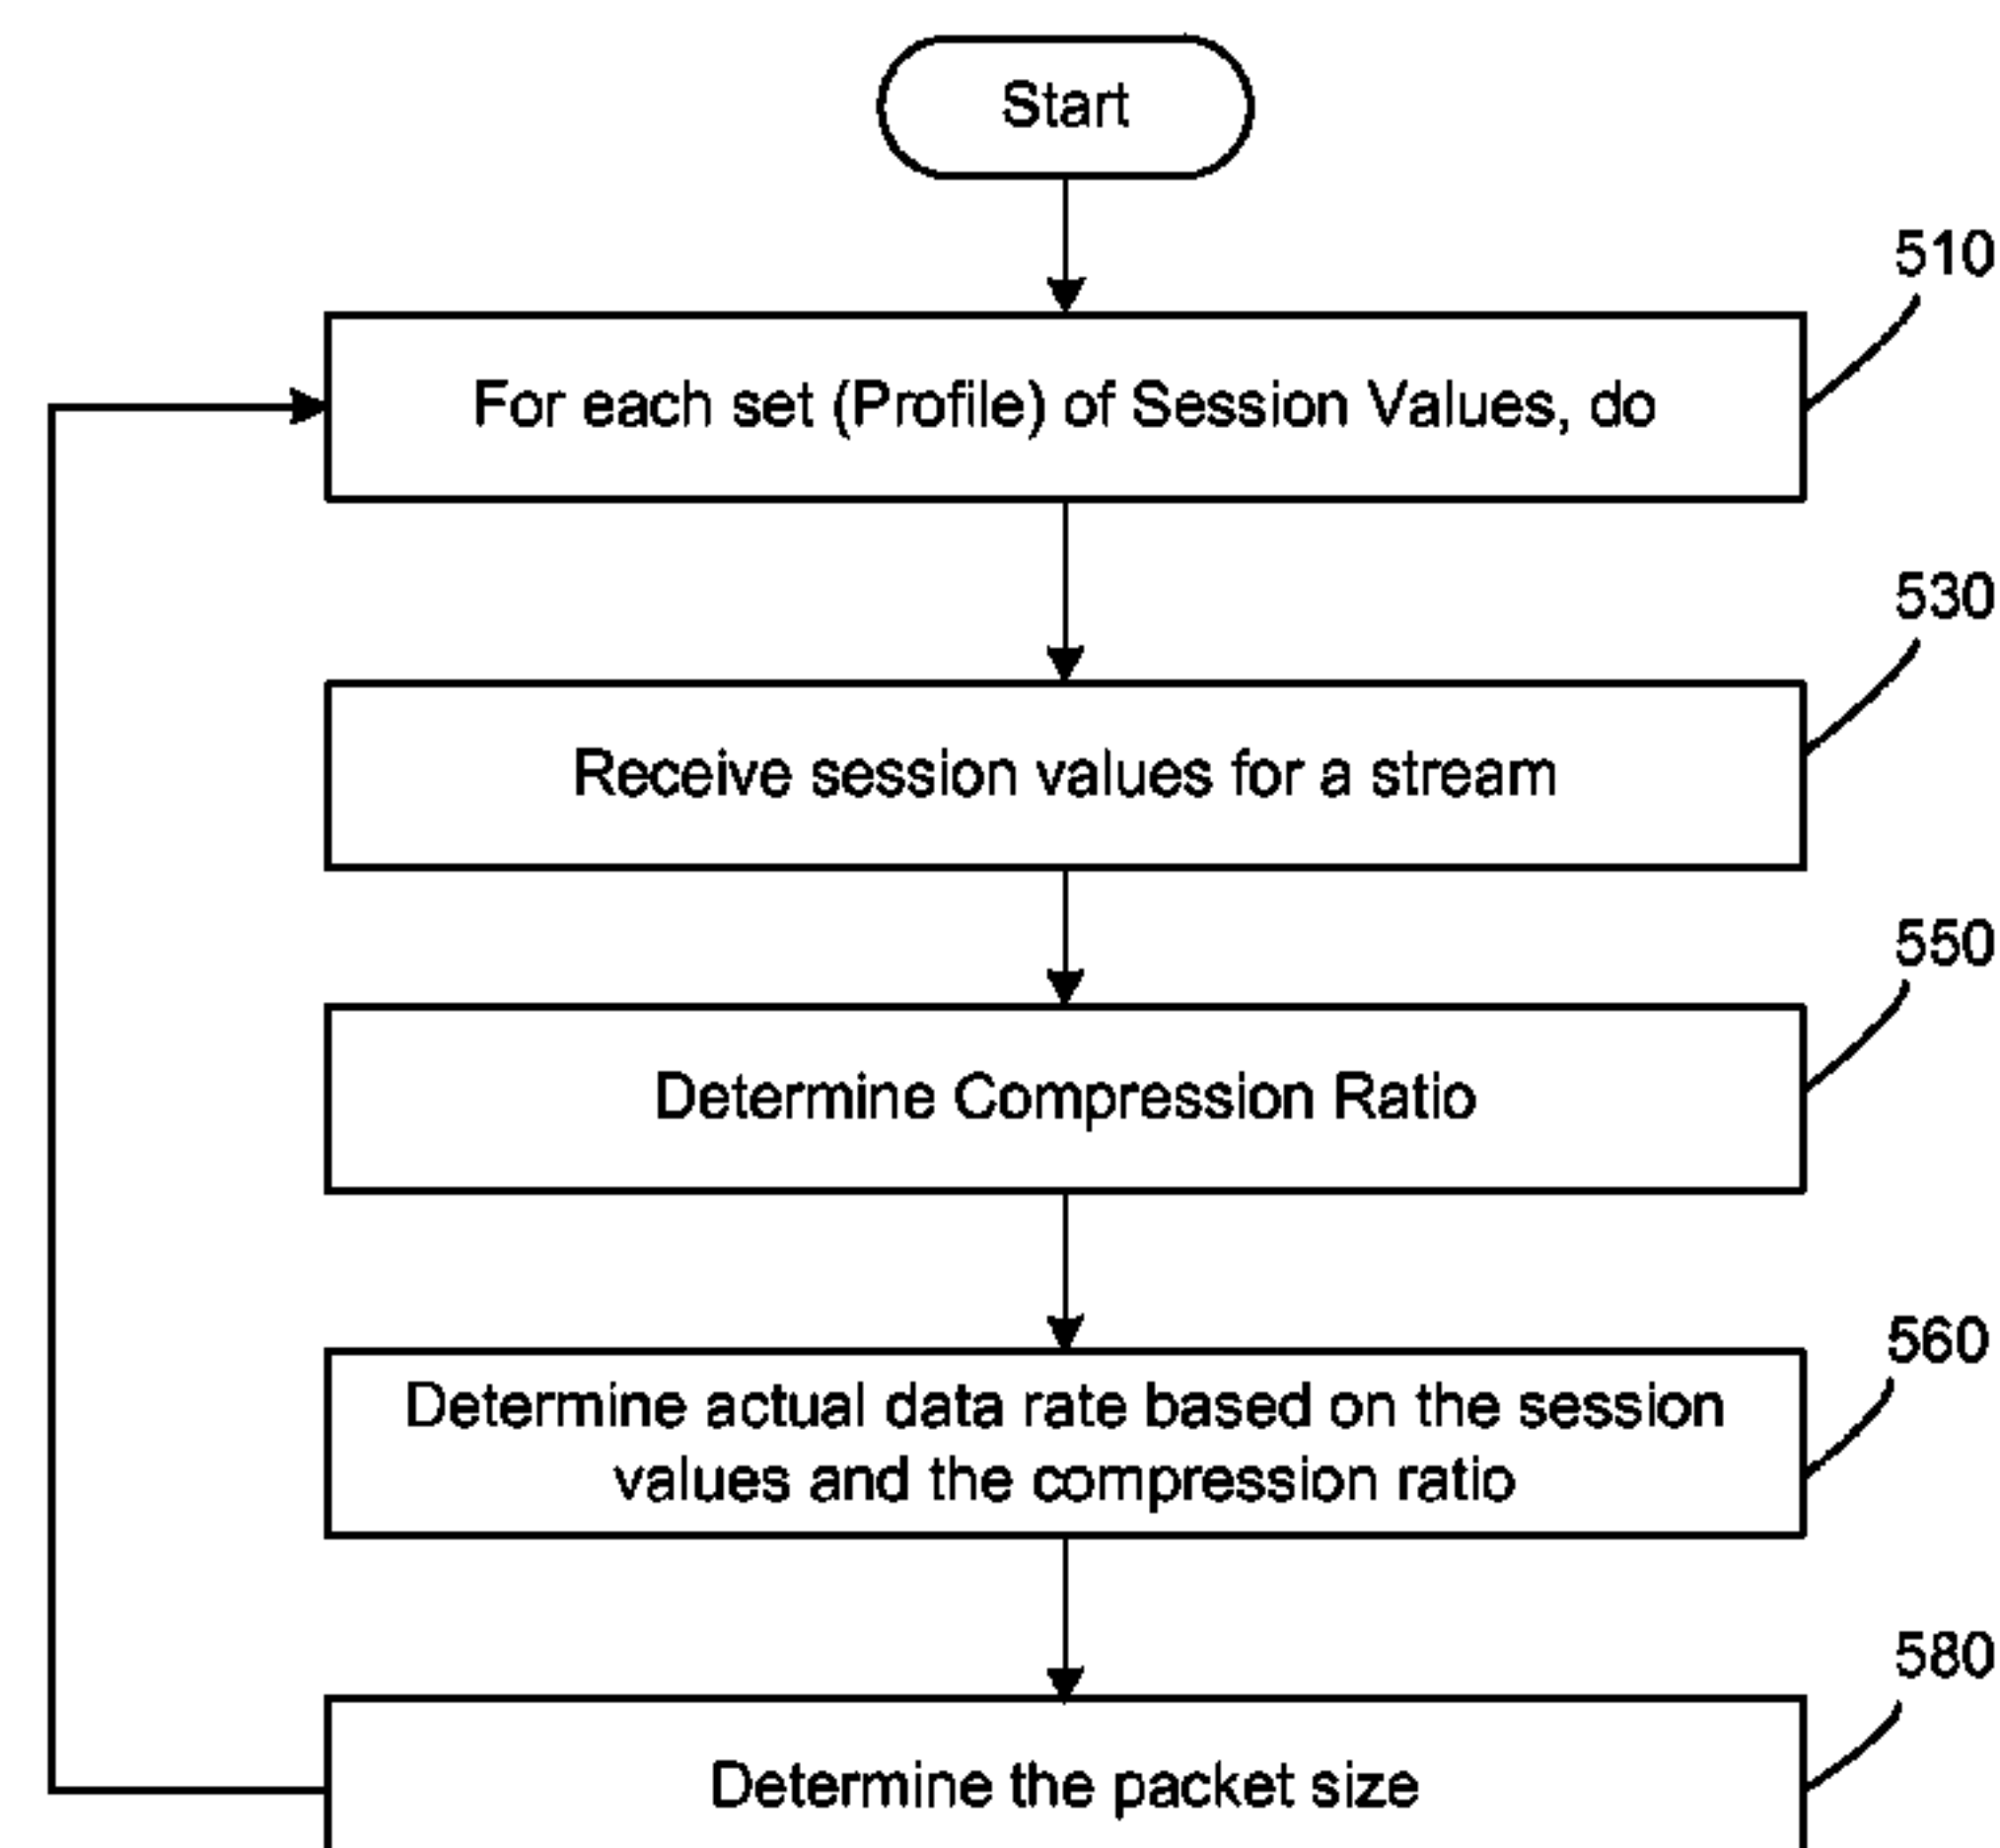 Start
510
For each set (Profile) of Session Values, do
530
Receive session values for a stream
550
Determine Compression Ratio
560
Determine actual data rate based on the session
values and the compression ratio
580
Determine the packet size